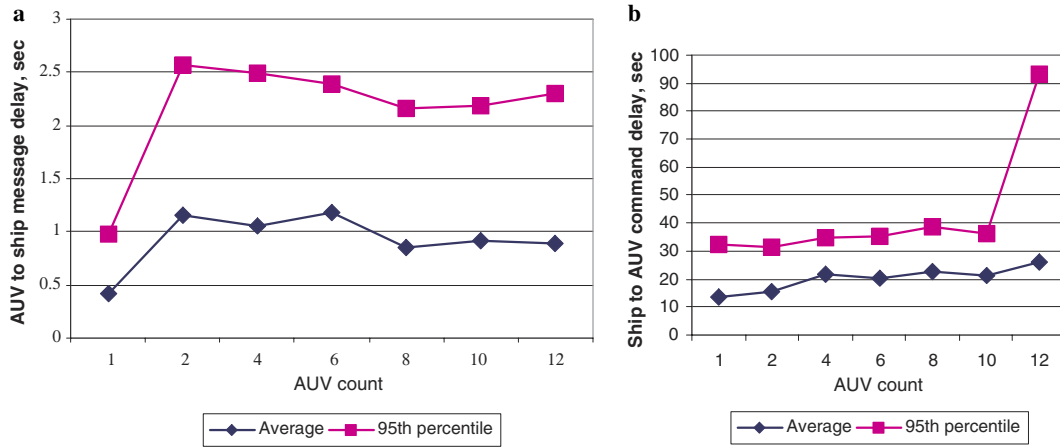 a
AUV to ship message delay, sec
3
2.5
2
1.5
1
0.5
0
1 2 4 6 8 10 12
AUV count
Average 95th percentile
b
Ship to AUV command delay, sec
100
90
80
70
60
50
40
30
20
10
0
1 2 4 6 8 10 12
AUV count
Average 95th percentile